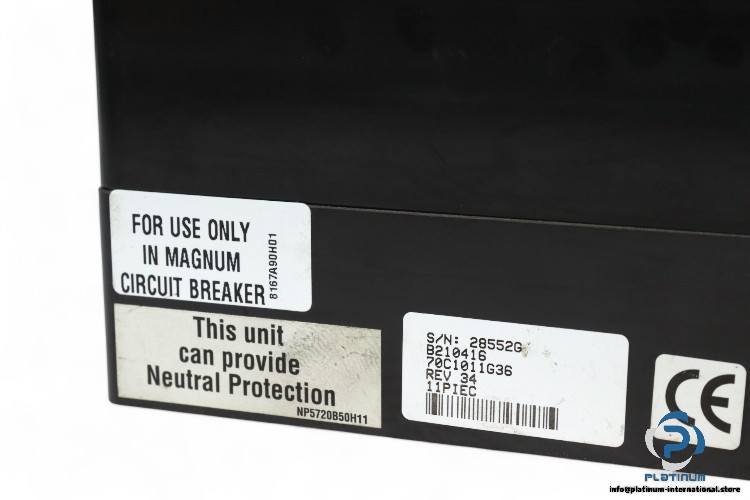 FOR USE ONLY
IN MAGNUM
CIRCUIT BREAKER
8167A90H01
This unit
can provide
Neutral Protection
NP5720B50H11
S/N: 28552G
B210416
70C1011G36
REV 34
11PIEC
CE
PLATINUM
info@platinum-international.store